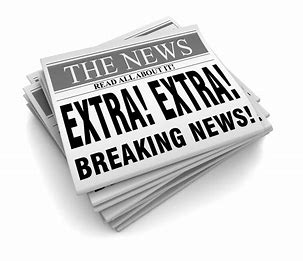 THE NEWS
READ ALL ABOUT IT!
EXTRA! EXTRA!
BREAKING NEWS!